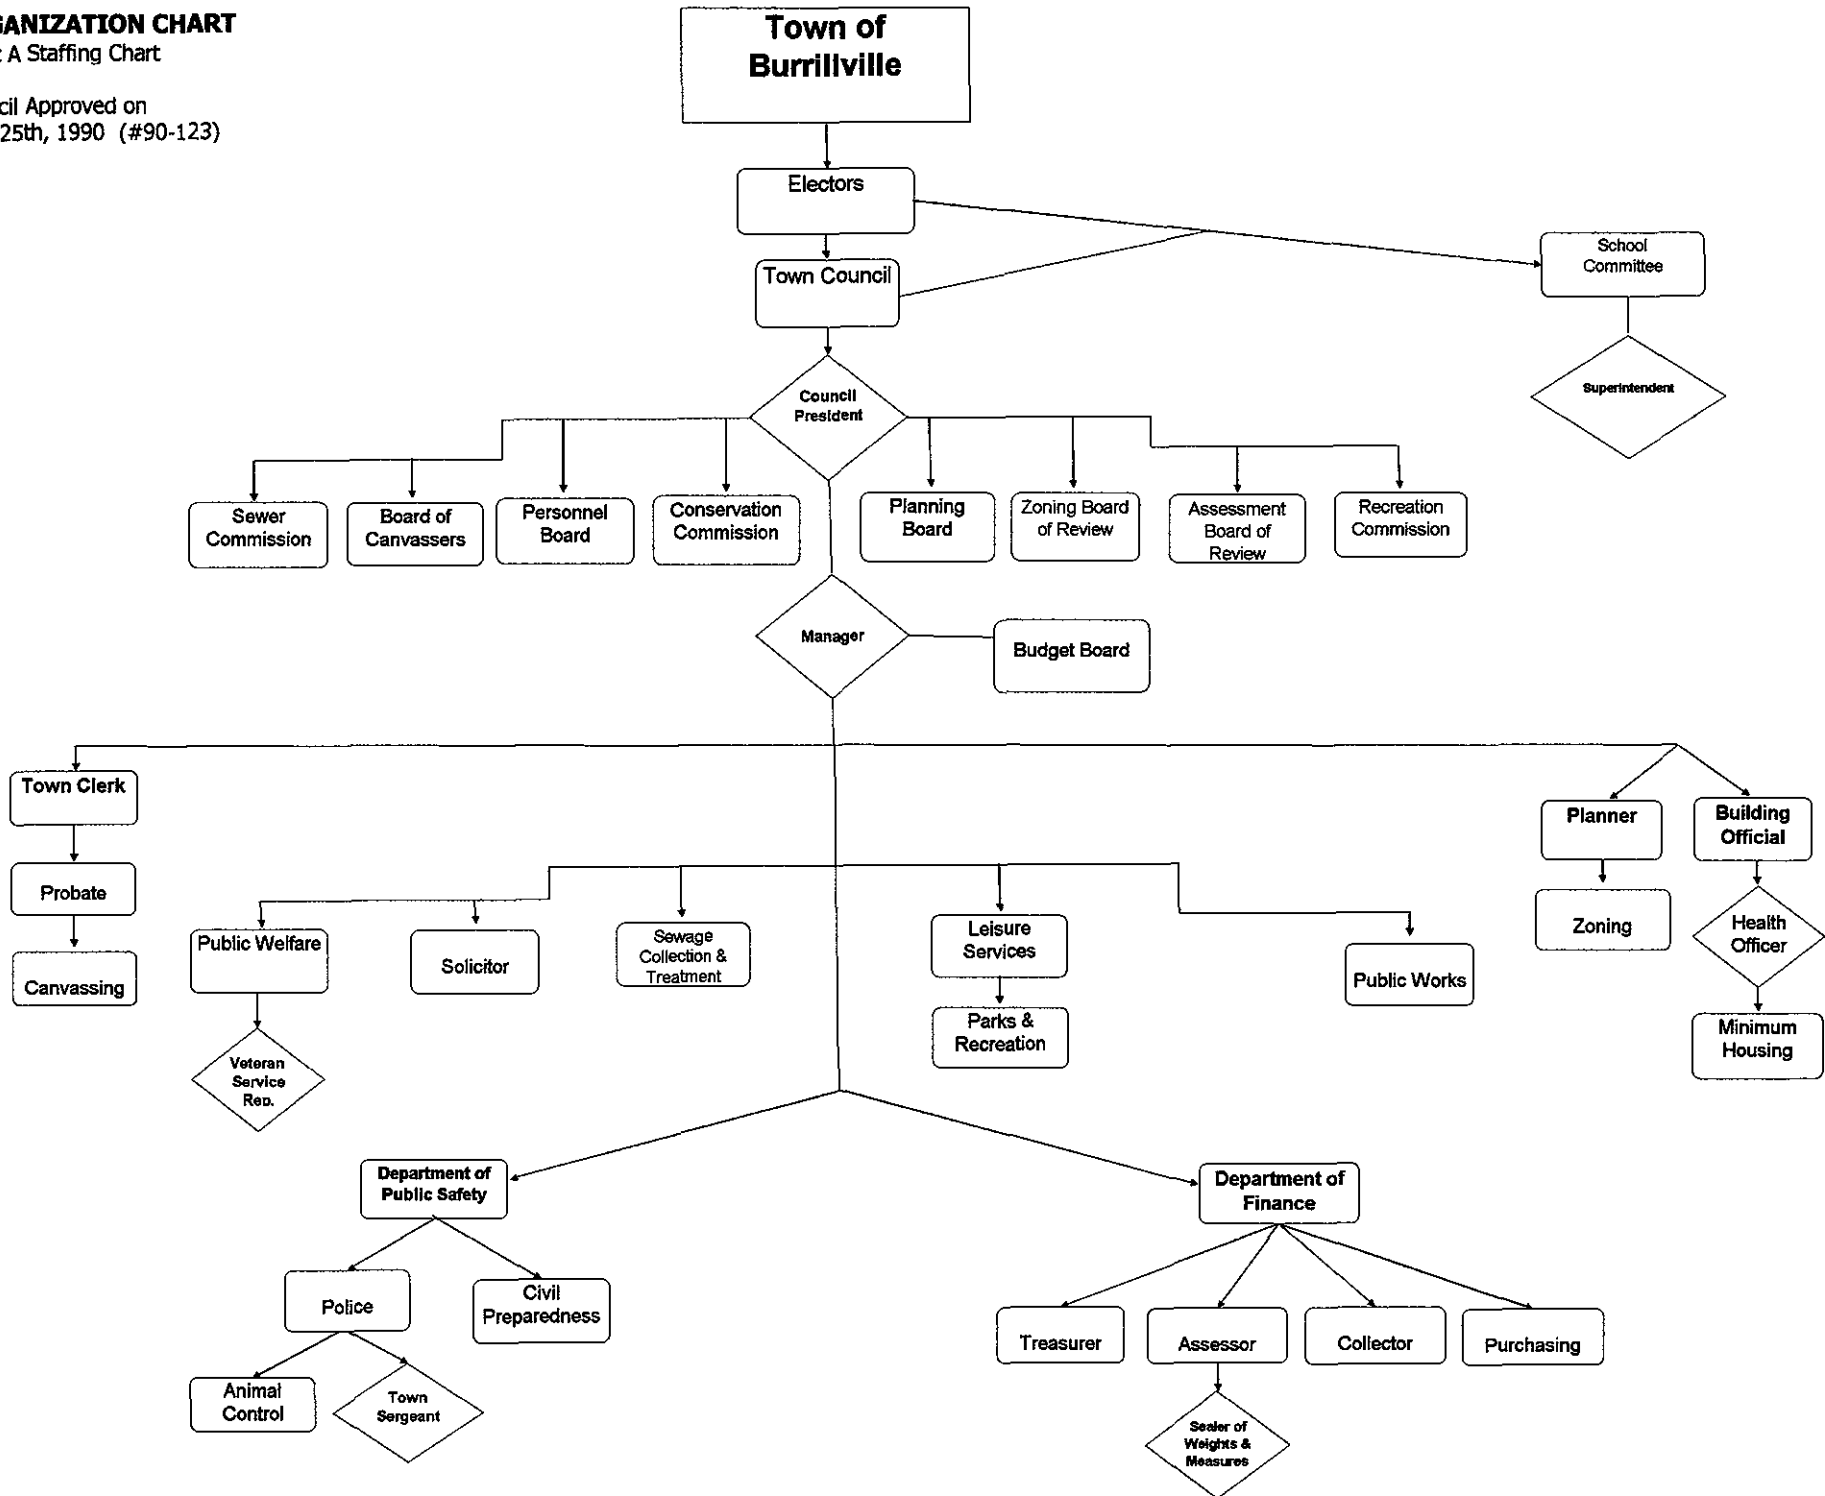 GANIZATION CHART
t A Staffing Chart
cil Approved on
25th, 1990 (#90-123)
Town of
Burrillville
Electors
Town Council
School
Committee
Superintendent
Council
President
Sewer
Commission
Board of
Canvassers
Personnel
Board
Conservation
Commission
Planning
Board
Zoning Board
of Review
Assessment
Board of
Review
Recreation
Commission
Manager
Budget Board
Town Clerk
Probate
Canvassing
Planner
Zoning
Building
Official
Health
Officer
Minimum
Housing
Public Welfare
Veteran
Service
Rep.
Solicitor
Sewage
Collection &
Treatment
Leisure
Services
Parks &
Recreation
Public Works
Department of
Public Safety
Police
Civil
Preparedness
Animal
Control
Town
Sergeant
Department of
Finance
Treasurer
Assessor
Collector
Purchasing
Sealer of
Weights &
Measures